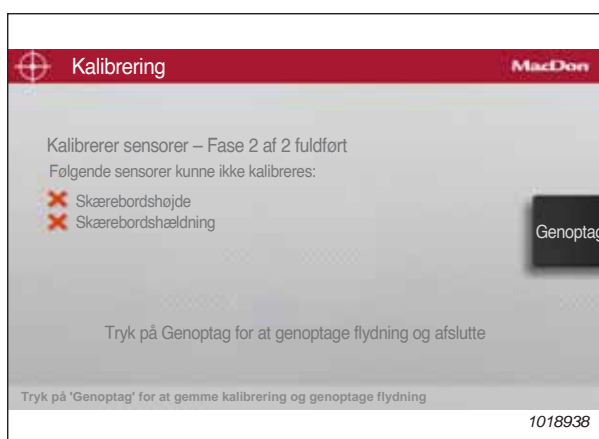 Kalibrering
MacDon
Kalibrerer sensorer – Fase 2 af 2 fuldført
Følgende sensorer kunne ikke kalibreres:
Skærebordshøjde
Skærebordshældning
Genoptag
Tryk på Genoptag for at genoptage flydning og afslutte
Tryk på 'Genoptag' for at gemme kalibrering og genoptage flydning
1018938